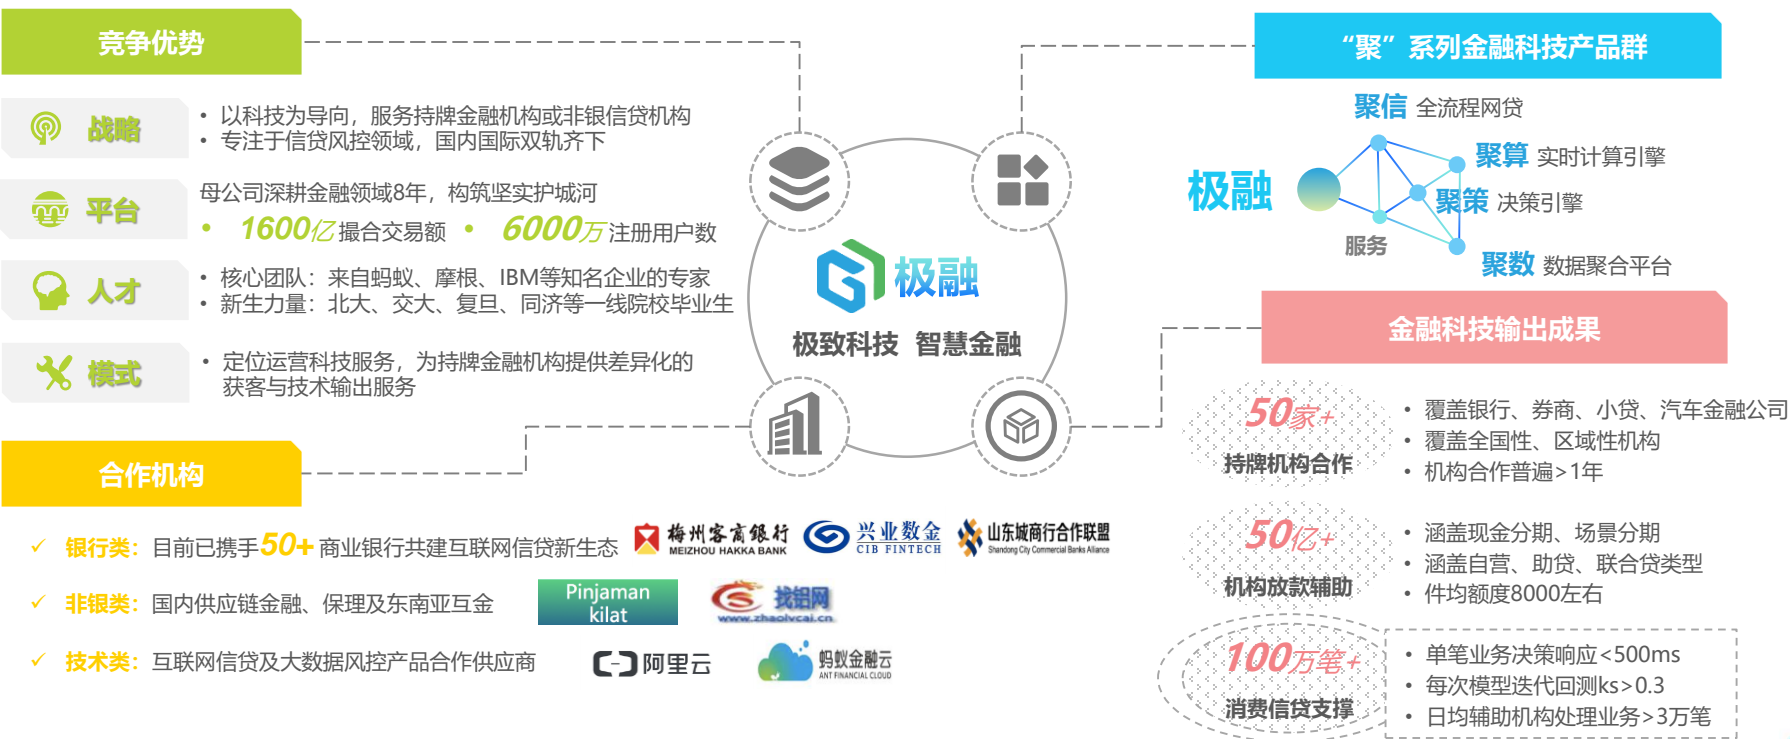 竞争优势
战略
• 以科技为导向，服务持牌金融机构或非银信贷机构
• 专注于信贷风控领域，国内国际双轨齐下
平台
母公司深耕金融领域8年，构筑坚实护城河
• 1600亿 撮合交易额 • 6000万 注册用户数
人才
• 核心团队：来自蚂蚁、摩根、IBM等知名企业的专家
• 新生力量：北大、交大、复旦、同济等一线院校毕业生
模式
• 定位运营科技服务，为持牌金融机构提供差异化的
获客与技术输出服务
合作机构
✓ 银行类：目前已携手50+ 商业银行共建互联网信贷新生态
梅州客商銀行
MEIZHOU HAKKA BANK
兴业数金
CIB FINTECH
山东城商行合作联盟
Shandong City Commercial Banks Alliance
✓ 非银类：国内供应链金融、保理及东南亚互金
Pinjaman
kilat
找铝网
www.zhaolvcai.cn
✓ 技术类：互联网信贷及大数据风控产品合作供应商
阿里云
蚂蚁金融云
ANT FINANCIAL CLOUD
极融
极致科技 智慧金融
“聚”系列金融科技产品群
聚信 全流程网贷
聚算 实时计算引擎
极融
聚策 决策引擎
服务
聚数 数据聚合平台
金融科技输出成果
50家+
持牌机构合作
• 覆盖银行、券商、小贷、汽车金融公司
• 覆盖全国性、区域性机构
• 机构合作普遍>1年
50亿+
机构放款辅助
• 涵盖现金分期、场景分期
• 涵盖自营、助贷、联合贷类型
• 件均额度8000左右
100万笔+
消费信贷支撑
• 单笔业务决策响应<500ms
• 每次模型迭代回测ks>0.3
• 日均辅助机构处理业务>3万笔